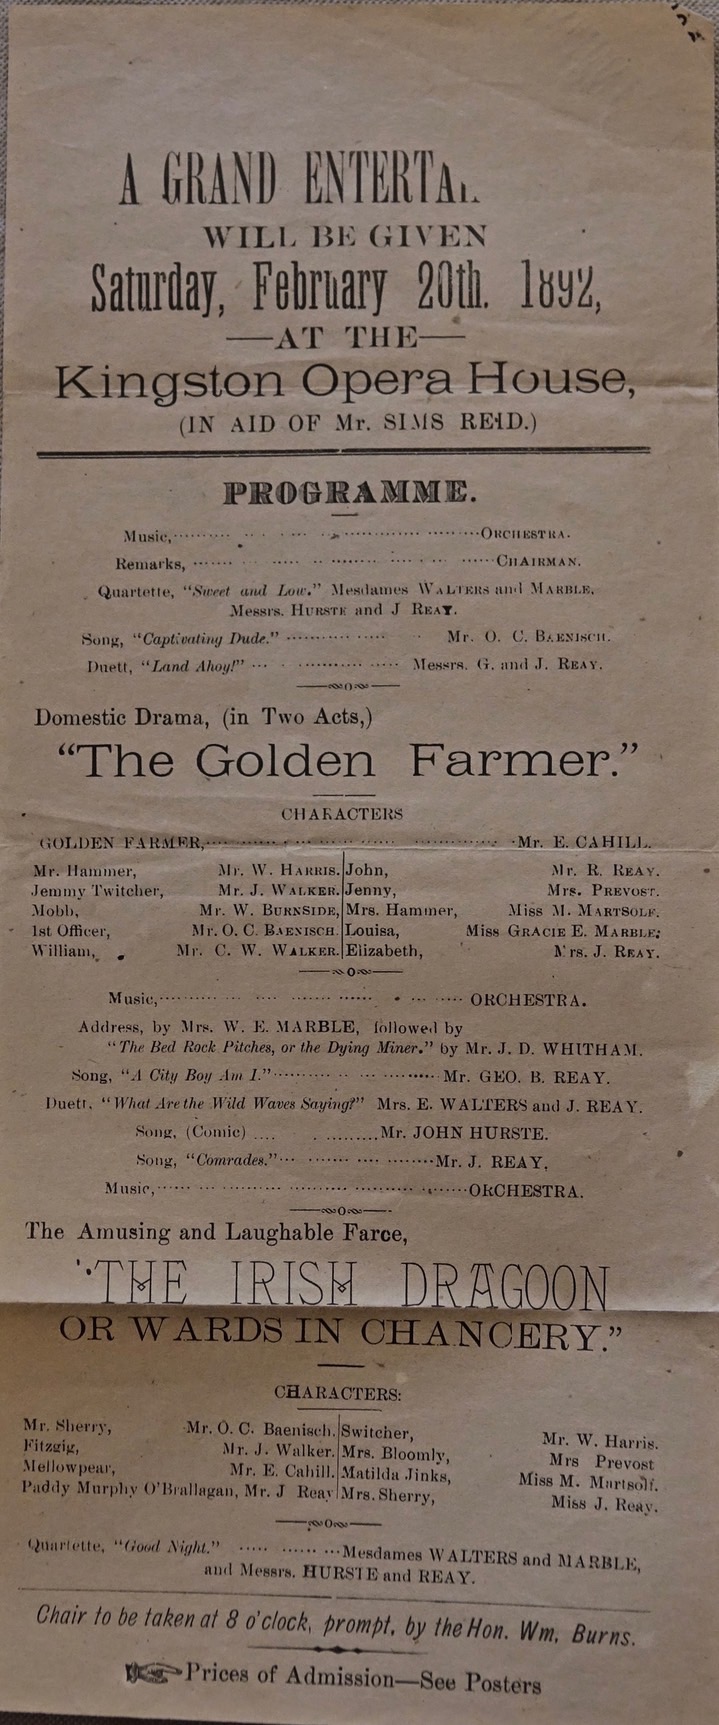 A GRAND ENTERTAI
WILL BE GIVEN
Saturday, February 20th. 1892,
—AT THE—
Kingston Opera House,
(IN AID OF Mr. SIMS REID.)
PROGRAMME.
Music, ORCHESTRA.
Remarks, CHAIRMAN.
Quartette, “Sweet and Low.” Mesdames WALTERS and MARBLE,
Messrs. HURSTE and J REAY.
Song, “Captivating Dude.” Mr. O. C. BAENISCH.
Duett, “Land Ahoy!” Messrs. G. and J. REAY.
Domestic Drama, (in Two Acts,)
“The Golden Farmer.”
CHARACTERS
GOLDEN FARMER, Mr. E. CAHILL.
Mr. Hammer, Mr. W. HARRIS. John, Mr. R. REAY.
Jemmy Twitcher, Mr. J. WALKER. Jenny, Mrs. PREVOST.
Mobb, Mr. W. BURNSIDE, Mrs. Hammer, Miss M. MARTSOLF.
1st Officer, Mr. O. C. BAENISCH. Louisa, Miss GRACIE E. MARBLE;
William, Mr. C. W. WALKER. Elizabeth, Mrs. J. REAY.
Music, ORCHESTRA.
Address, by Mrs. W. E. MARBLE, followed by
“The Bed Rock Pitches, or the Dying Miner.” by Mr. J. D. WHITHAM.
Song, “A City Boy Am I.” Mr. GEO. B. REAY.
Duett, “What Are the Wild Waves Saying?” Mrs. E. WALTERS and J. REAY.
Song, (Comic) Mr. JOHN HURSTE.
Song, “Comrades.” Mr. J. REAY,
Music, ORCHESTRA.
The Amusing and Laughable Farce,
“THE IRISH DRAGOON
OR WARDS IN CHANCERY.”
CHARACTERS:
Mr. Sherry, Mr. O. C. Baenisch. Switcher, Mr. W. Harris.
Fitzgig, Mr. J. Walker. Mrs. Bloomly, Mrs Prevost
Mellowpear, Mr. E. Cahill. Matilda Jinks, Miss M. Martsolf.
Paddy Murphy O'Brallagan, Mr. J Reay Mrs. Sherry, Miss J. Reay.
Quartette, “Good Night.” Mesdames WALTERS and MARBLE,
and Messrs. HURSTE and REAY.
Chair to be taken at 8 o'clock, prompt, by the Hon. Wm. Burns.
Prices of Admission—See Posters